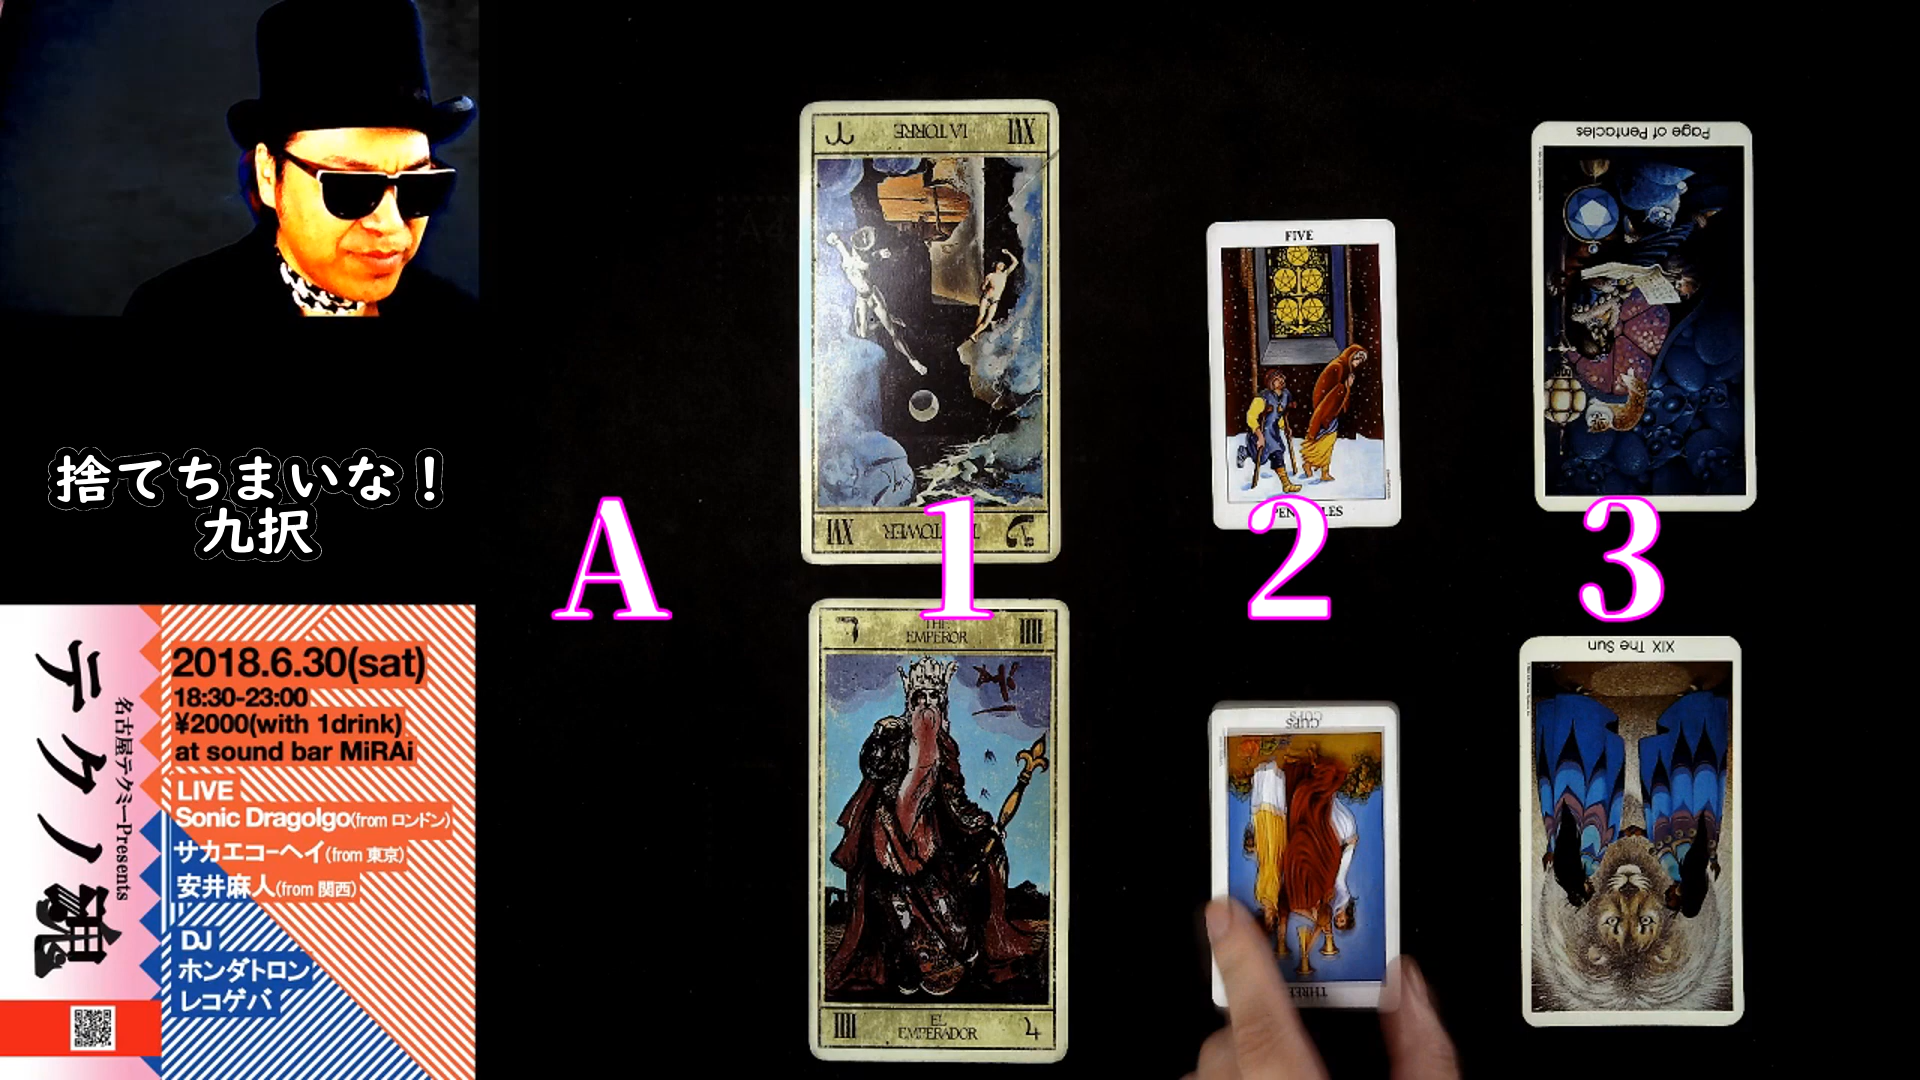 捨てちまいな！
九択
テクノ魂
名古屋テクミーPresents
2018.6.30(sat)
18:30-23:00
¥2000(with 1drink)
at sound bar MiRAi
LIVE
Sonic Dragolgo(from ロンドン)
サカエコーヘイ(from 東京)
安井麻人(from 関西)
DJ
ホンダトロン
レコゲバ
A
1
2
3
LA TORRE XVI
XVI TOWER
THE EMPEROR IIII
IIII EL EMPERADOR
FIVE
CUPS
THREE
Page of Pentacles
XIX The Sun